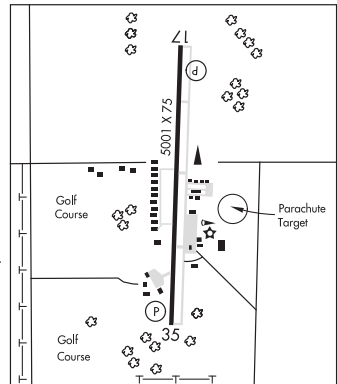 17
P
5001 X 75
Golf
Course
Parachute
Target
P
35
Golf
Course